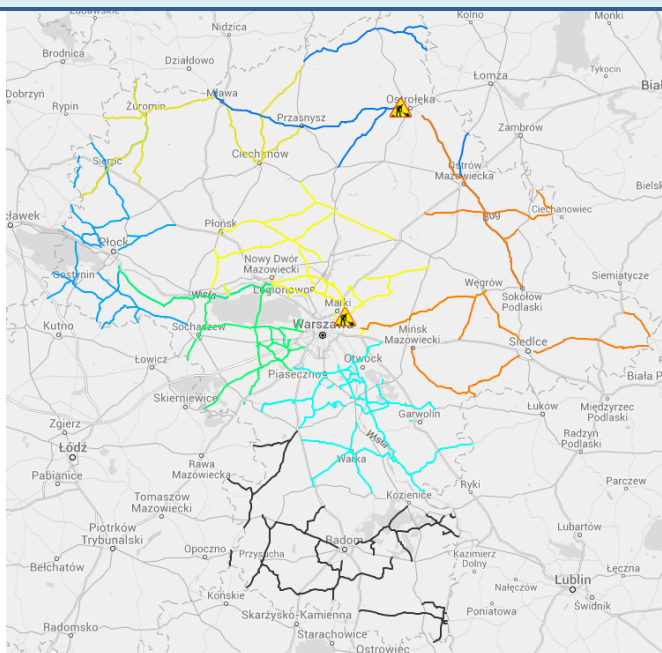 Lubawskie
Nidzica
Kolno
Mońki
Brodnica
Działdowo
Tykocin
Dobrzyń
Rypin
Mława
Żuromin
Ostrołęka
Łomża
Biał
Przasnysz
Zambrów
Sierpc
Ciechanów
Ostrów
Mazowiecka
Bielsk
cławek
Płońsk
Bug
Ciechanowiec
Płock
Nowy Dwór
Mazowiecki
Gostynin
Legionowo
Węgrów
Siemiatycze
Wisła
Marki
Sokołów
Podlaski
Kutno
Sochaczew
Warszawa
Mińsk
Mazowiecki
Siedlce
Łowicz
Otwock
Piaseczno
Biała P
Skierniewice
Garwolin
Łuków
Międzyrzec
Podlaski
Zgierz
Łódź
Wisła
Radzyń
Podlaski
Pabianice
Rawa
Mazowiecka
Warka
Ryki
Parczew
Tomaszów
Mazowiecki
Kozienice
Piotrków
Trybunalski
Opoczno
Przysucha
Radom
Lubartów
Bełchatów
Kazimierz
Dolny
Łęczna
Lublin
Końskie
Nałęczów
Świdnik
Poniatowa
Skarżysko-Kamienna
Starachowice
Radomsko
Ostrowiec